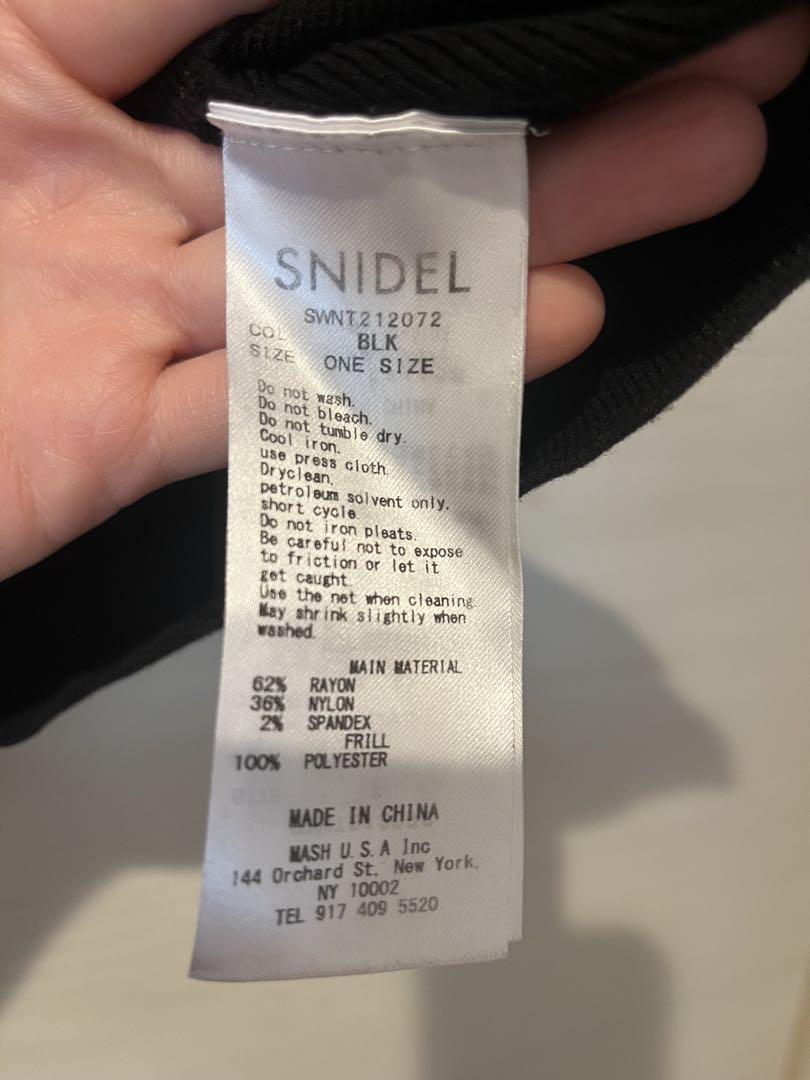 SNIDEL
SWNT212072
COL BLK
SIZE ONE SIZE
Do not wash.
Do not bleach.
Do not tumble dry.
Cool iron.
use press cloth.
Dryclean.
petroleum solvent only.
short cycle.
Do not iron pleats.
Be careful not to expose
to friction or let it
get caught.
Use the net when cleaning.
May shrink slightly when
washed.
MAIN MATERIAL
62% RAYON
36% NYLON
2% SPANDEX
FRILL
100% POLYESTER
MADE IN CHINA
MASH U.S.A Inc
144 Orchard St. New York.
NY 10002
TEL 917 409 5520